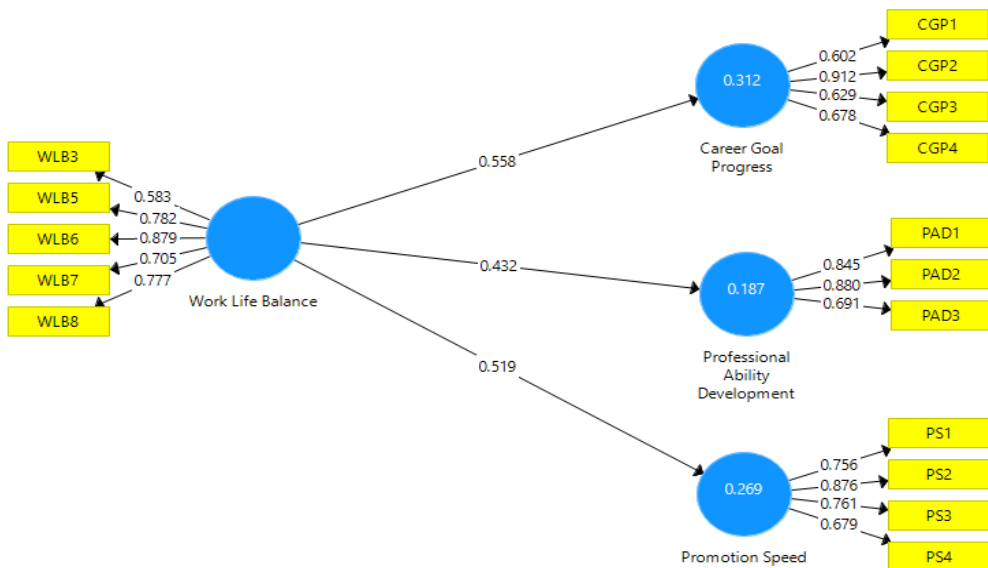 CGP1
0.602
CGP2
0.312
0.912
0.629
CGP3
0.678
CGP4
Career Goal
Progress
0.558
WLB3
0.583
WLB5
0.782
WLB6
0.879
0.705
WLB7
0.777
WLB8
Work Life Balance
0.432
PAD1
0.845
PAD2
0.187
0.880
0.691
PAD3
Professional
Ability
Development
0.519
PS1
0.756
PS2
0.269
0.876
0.761
PS3
0.679
PS4
Promotion Speed